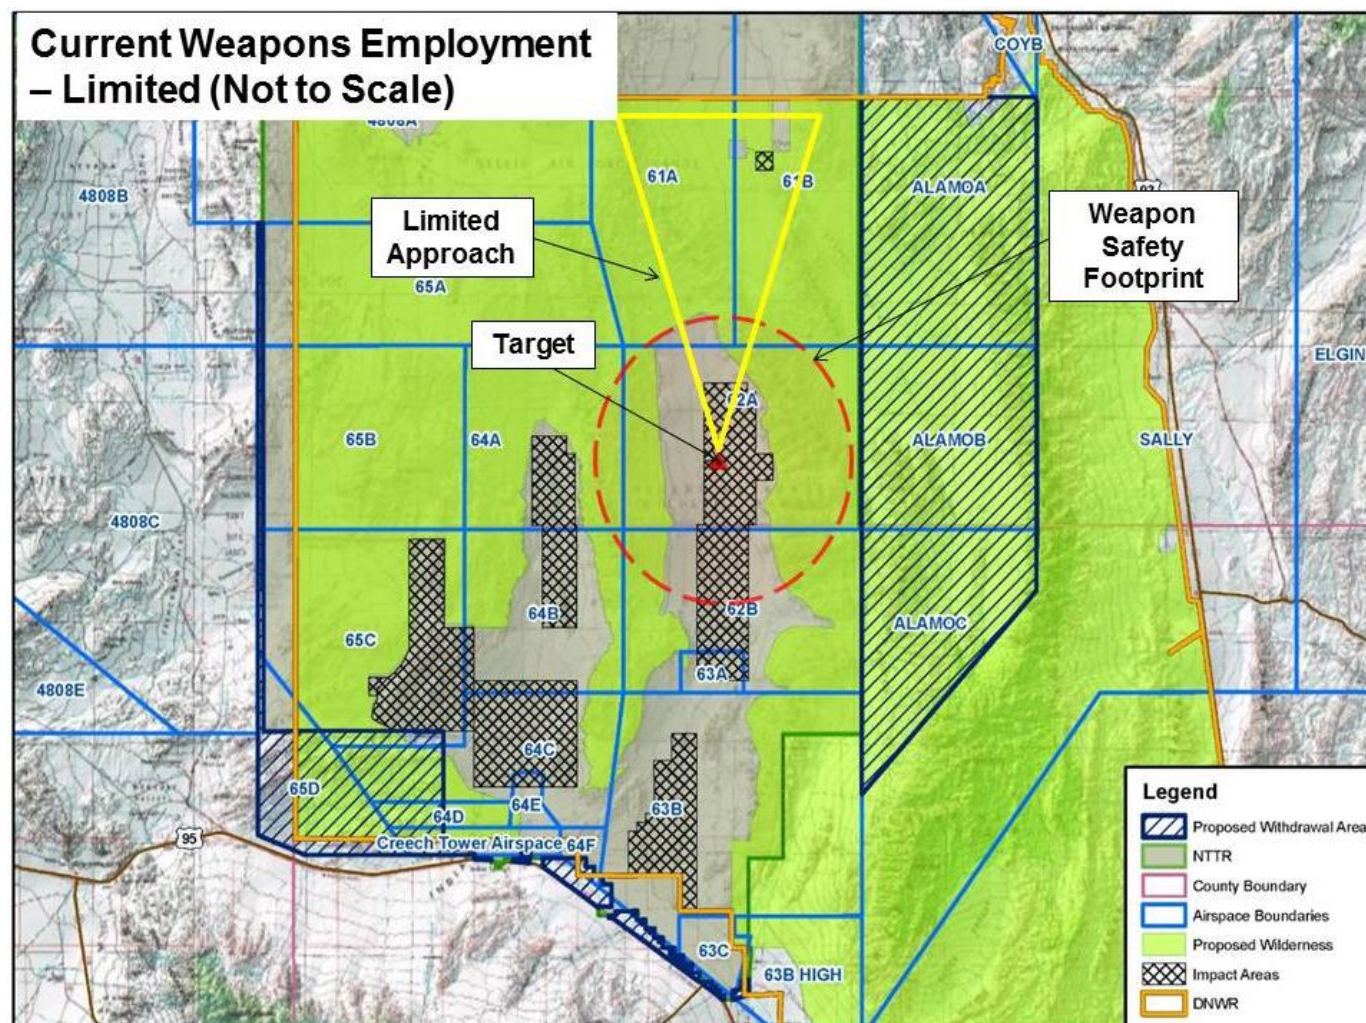 Current Weapons Employment
– Limited (Not to Scale)
COYB
4808A
61A
61B
4808B
ALAMOA
93
Limited
Approach
Weapon
Safety
Footprint
65A
Target
ELGIN
62A
65B
64A
ALAMOB
SALLY
4808C
64B
62B
ALAMOC
65C
63A
4808E
64C
65D
64E
63B
64D
95
Creech Tower Airspace
64F
63C
63B HIGH
Legend
Proposed Withdrawal Area
NTTR
County Boundary
Airspace Boundaries
Proposed Wilderness
Impact Areas
DNWR